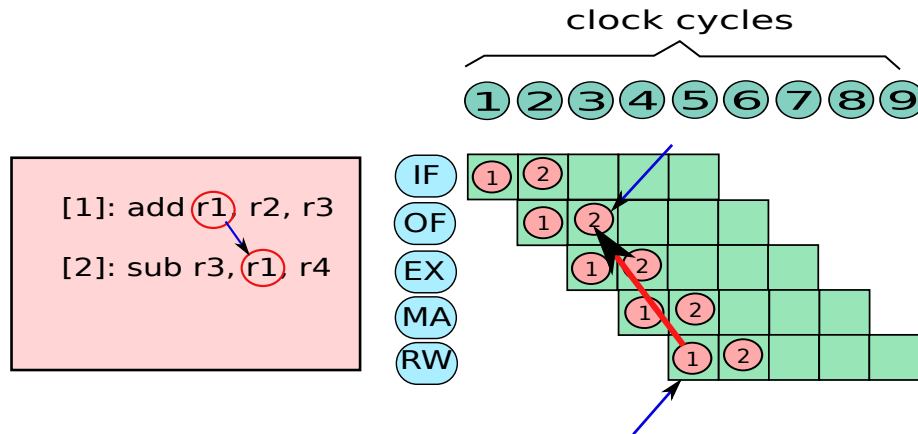 clock cycles
1 2 3 4 5 6 7 8 9
IF 1 2
[1]: add r1, r2, r3
OF 1 2
[2]: sub r3, r1, r4
EX 1 2
MA 1 2
RW 1 2